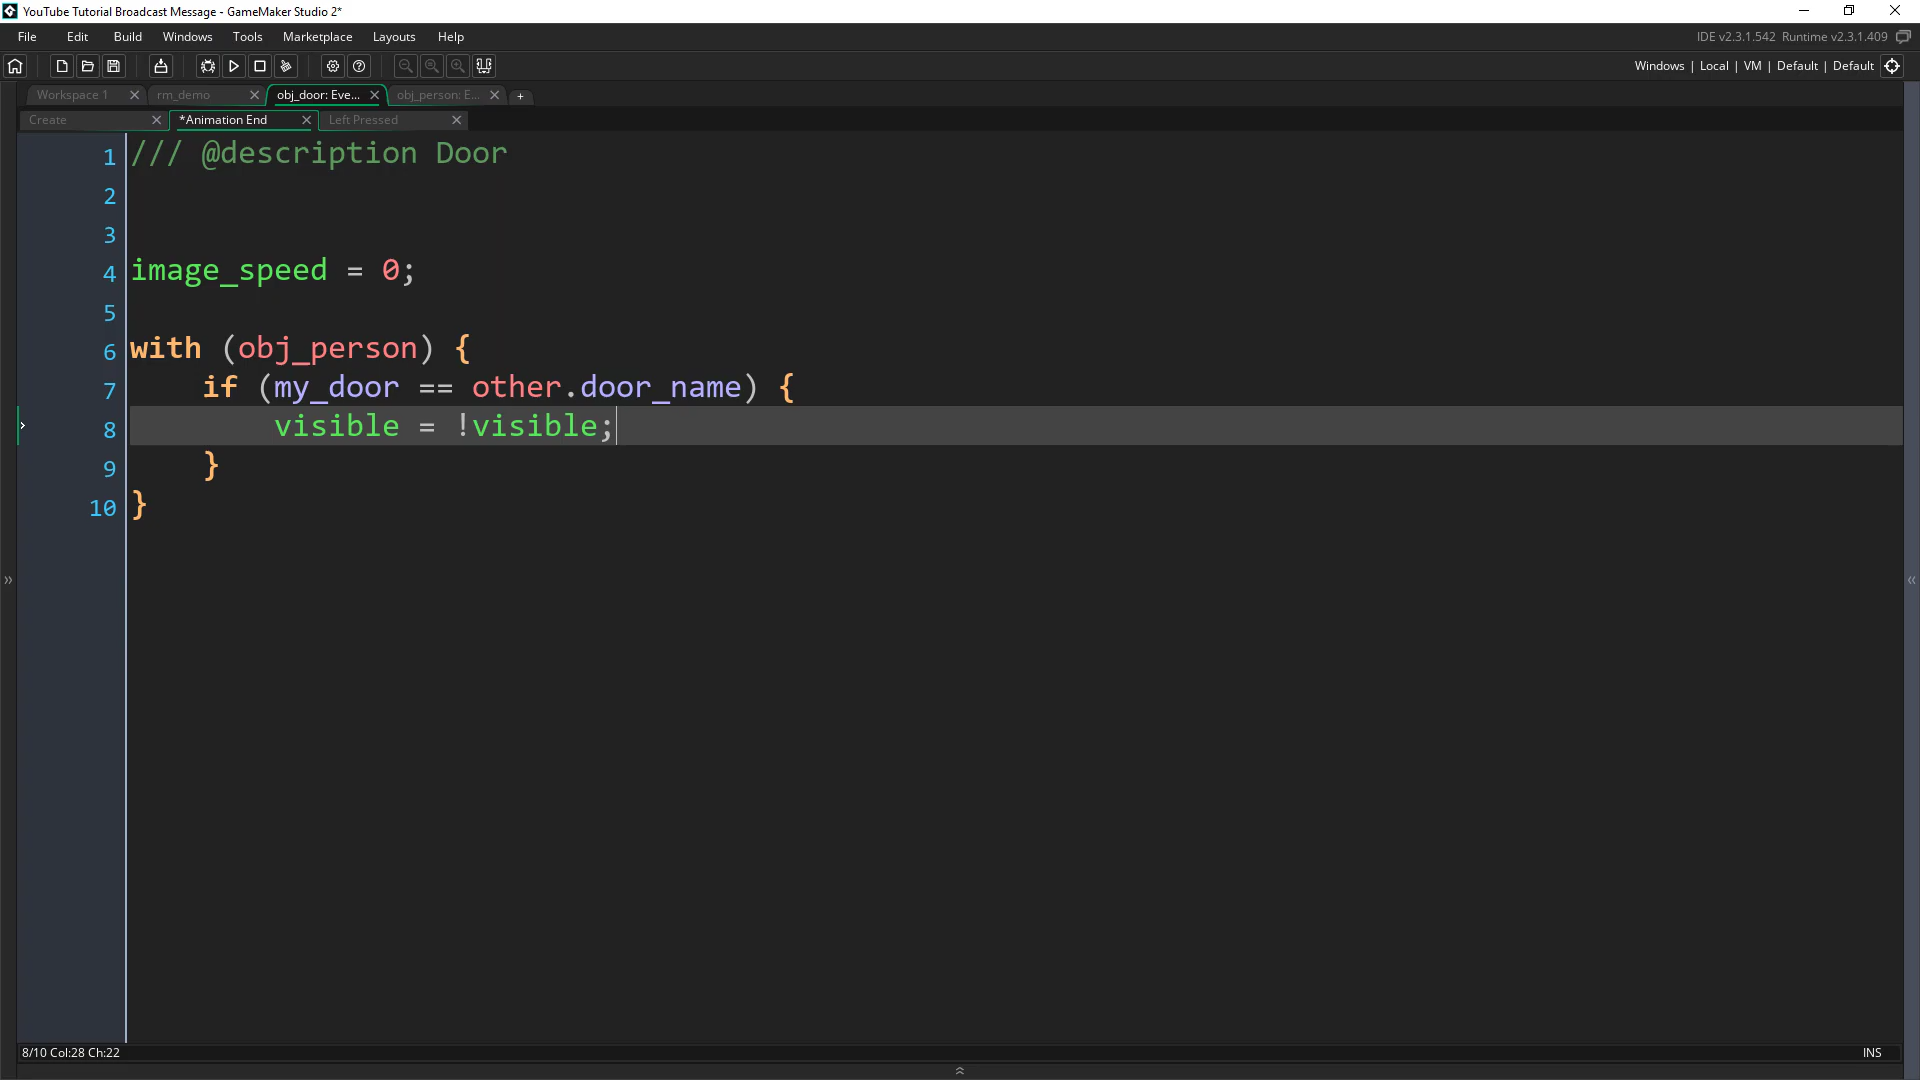 YouTube Tutorial Broadcast Message - GameMaker Studio 2*
File Edit Build Windows Tools Marketplace Layouts Help
IDE v2.3.1.542 Runtime v2.3.1.409
Windows | Local | VM | Default | Default
Workspace 1 rm_demo obj_door: Eve... obj_person: E... +
Create *Animation End Left Pressed
1 /// @description Door
2
3
4 image_speed = 0;
5
6 with (obj_person) {
7 if (my_door == other.door_name) {
8 visible = !visible;
9 }
10 }
8/10 Col:28 Ch:22 INS